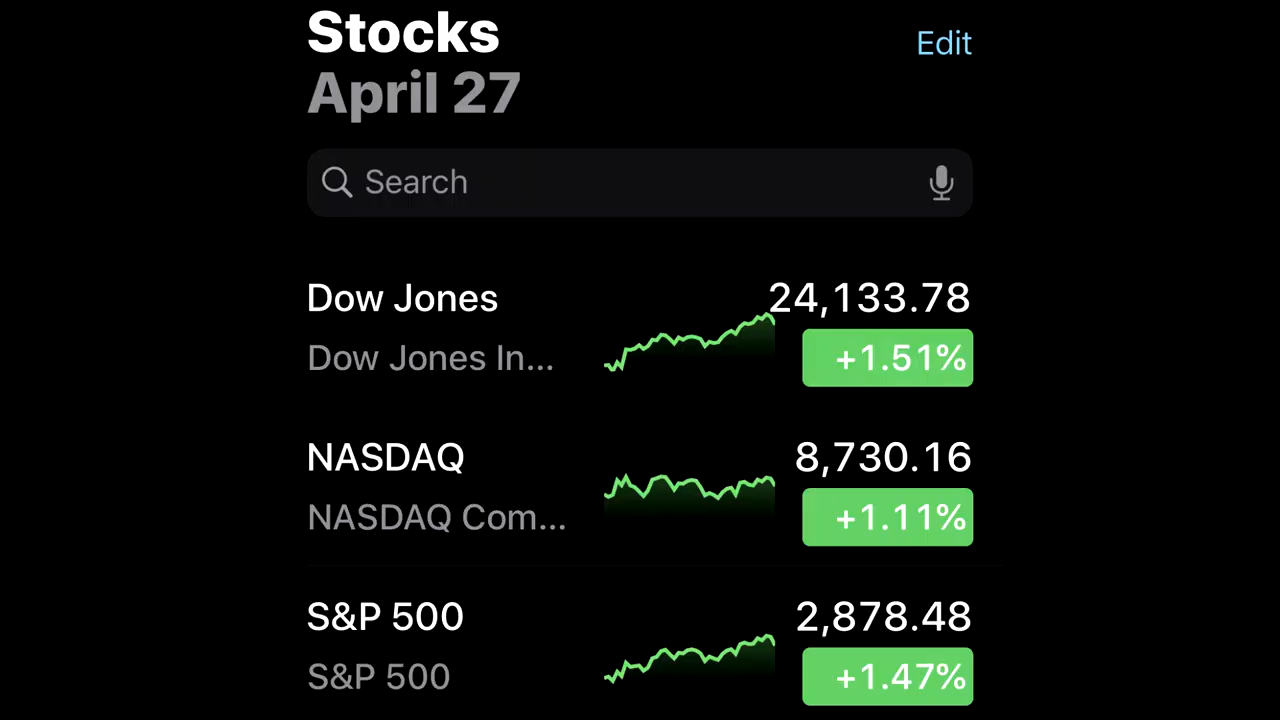 Stocks
Edit
April 27
Search
Dow Jones
24,133.78
Dow Jones In...
+1.51%
NASDAQ
8,730.16
NASDAQ Com...
+1.11%
S&P 500
2,878.48
S&P 500
+1.47%